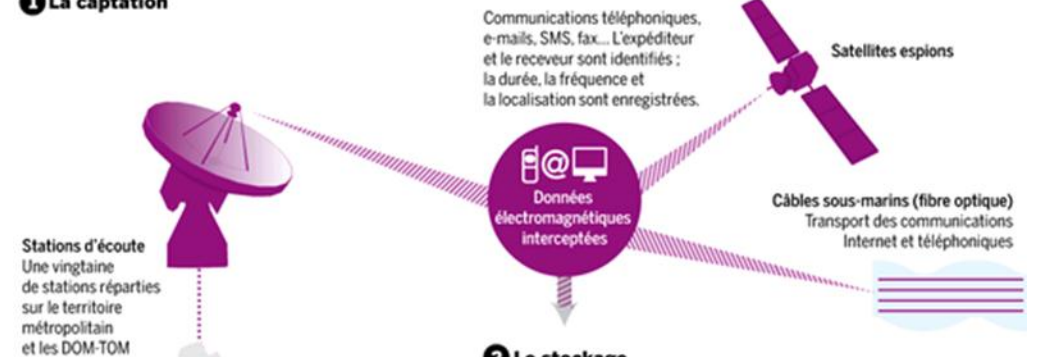 1 La captation
Communications téléphoniques,
e-mails, SMS, fax... L'expéditeur
et le receveur sont identifiés ;
la durée, la fréquence et
la localisation sont enregistrées.
Satellites espions
@
Données
électromagnétiques
interceptées
Câbles sous-marins (fibre optique)
Transport des communications
Internet et téléphoniques
Stations d'écoute
Une vingtaine
de stations réparties
sur le territoire
métropolitain
et les DOM-TOM
2 Le stockage